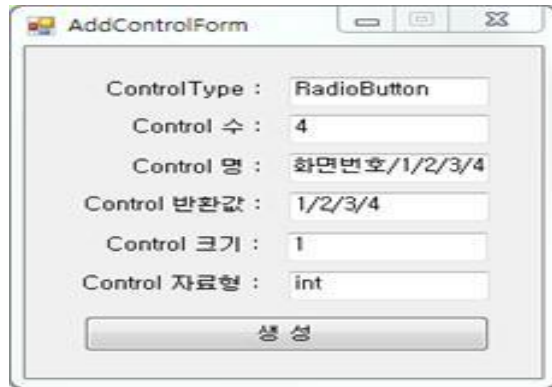 AddControlForm
ControlType : RadioButton
Control 수 : 4
Control 명 : 화면번호/1/2/3/4
Control 반환값 : 1/2/3/4
Control 크기 : 1
Control 자료형 : int
생 성